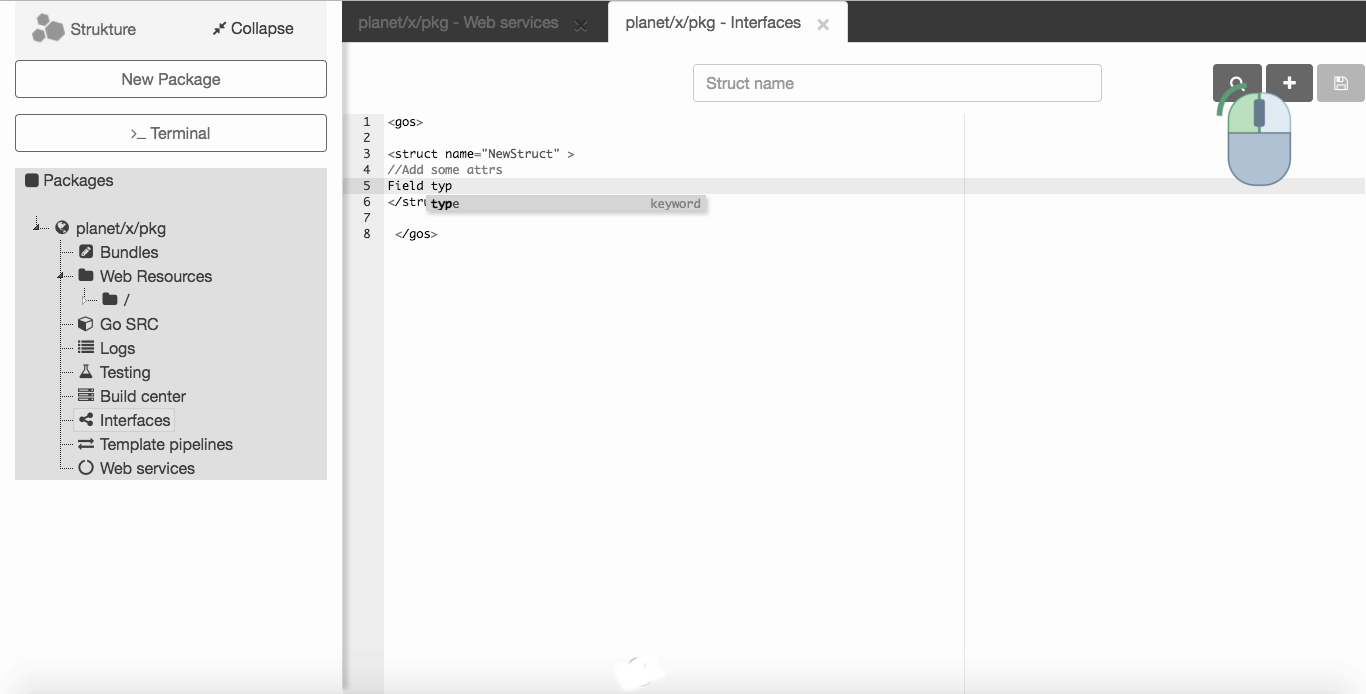 Strukture
Collapse
New Package
>_ Terminal
Packages
planet/x/pkg
Bundles
Web Resources
/
Go SRC
Logs
Testing
Build center
Interfaces
Template pipelines
Web services
planet/x/pkg - Web services
planet/x/pkg - Interfaces
Struct name
1 <gos>
2
3 <struct name="NewStruct" >
4 //Add some attrs
5 Field typ
6 </stru
type keyword
7
8 </gos>